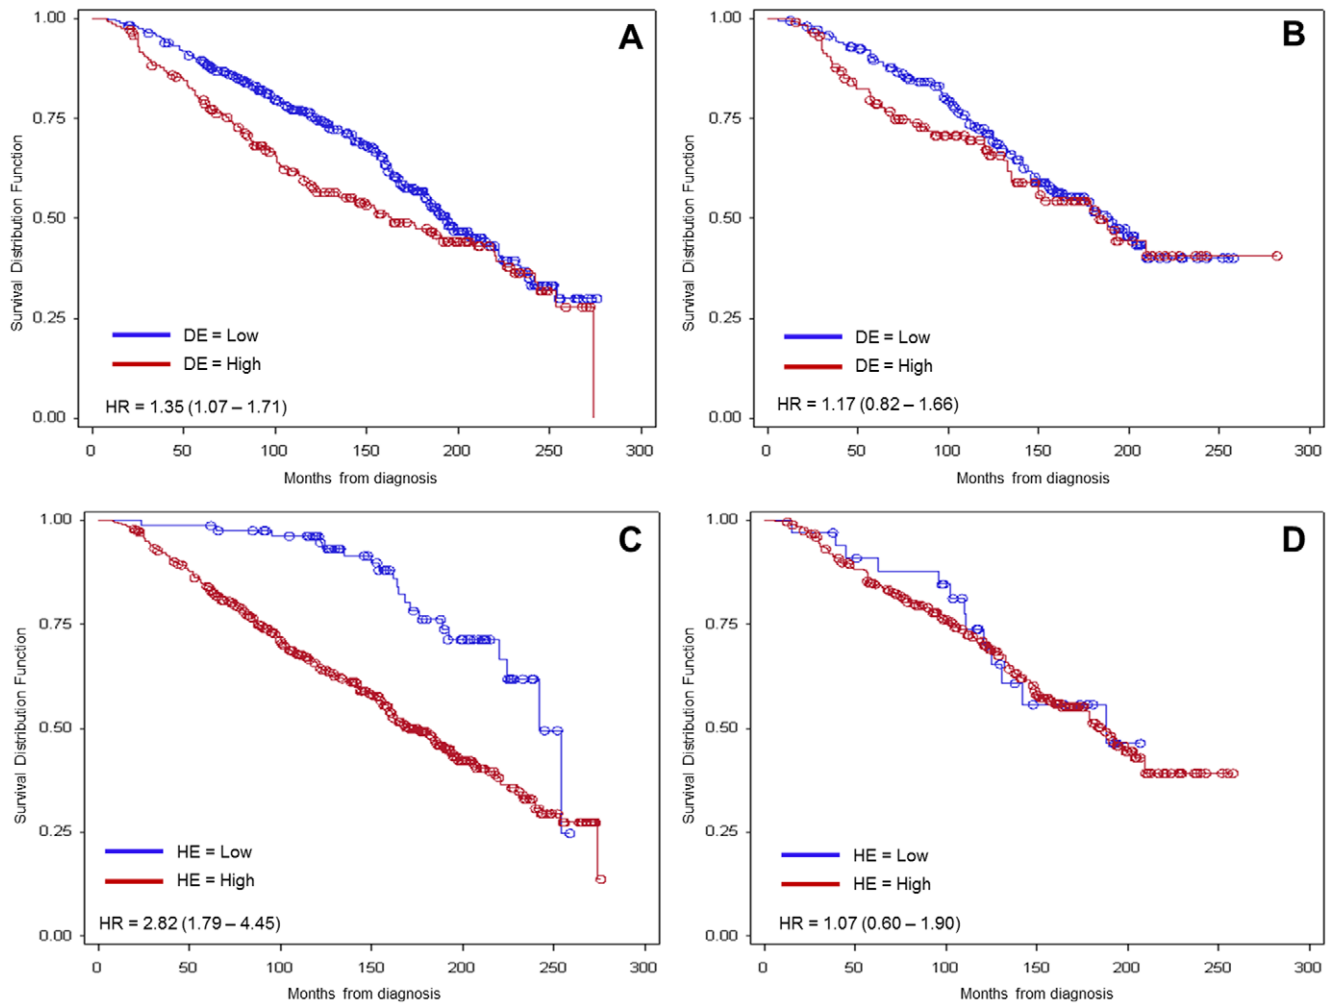 A
1.00
0.75
0.50
0.25
0.00
Survival Distribution Function
DE = Low
DE = High
HR = 1.35 (1.07 – 1.71)
0 50 100 150 200 250 300
Months from diagnosis
B
1.00
0.75
0.50
0.25
0.00
Survival Distribution Function
DE = Low
DE = High
HR = 1.17 (0.82 – 1.66)
0 50 100 150 200 250 300
Months from diagnosis
C
1.00
0.75
0.50
0.25
0.00
Survival Distribution Function
HE = Low
HE = High
HR = 2.82 (1.79 – 4.45)
0 50 100 150 200 250 300
Months from diagnosis
D
1.00
0.75
0.50
0.25
0.00
Survival Distribution Function
HE = Low
HE = High
HR = 1.07 (0.60 – 1.90)
0 50 100 150 200 250 300
Months from diagnosis